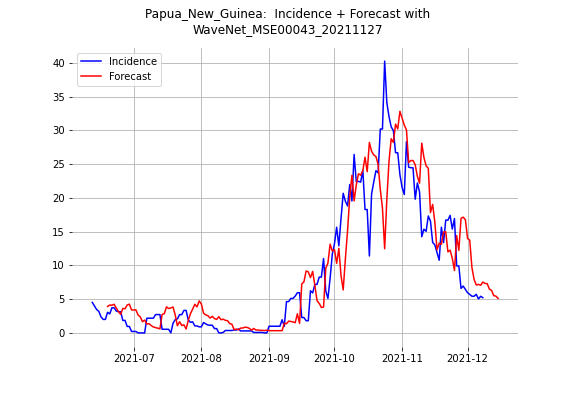 Papua_New_Guinea:  Incidence + Forecast with
WaveNet_MSE00043_20211127
Incidence
Forecast
40
35
30
25
20
15
10
5
0
2021-07 2021-08 2021-09 2021-10 2021-11 2021-12